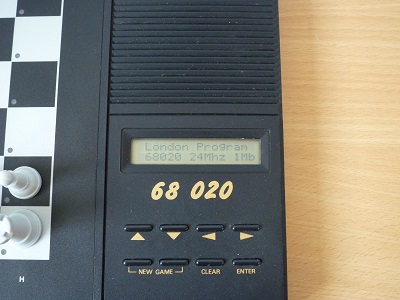 London Program
68020 24Mhz 1Mb
68 020
NEW GAME CLEAR ENTER
H